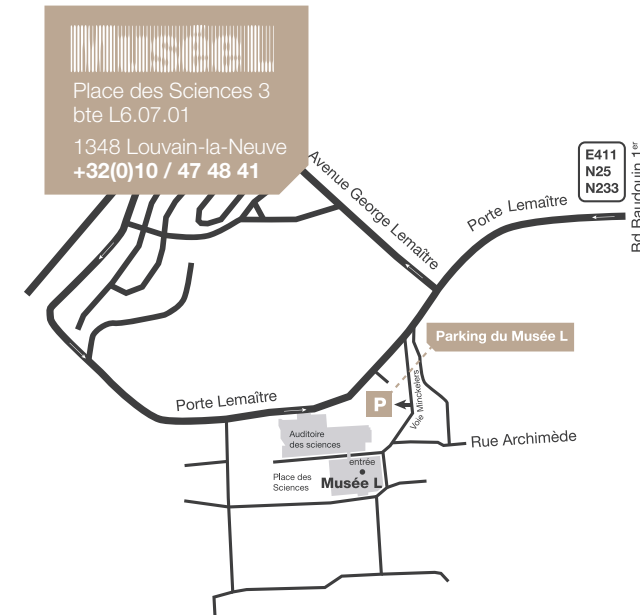 Musée L
Place des Sciences 3
bte L6.07.01
1348 Louvain-la-Neuve
+32(0)10 / 47 48 41
Avenue George Lemaître
Porte Lemaître
E411
N25
N233
Bd Baudouin 1er
Parking du Musée L
P
Voie Minckelers
Porte Lemaître
Auditoire
des sciences
Rue Archimède
entrée
Place des
Sciences
Musée L